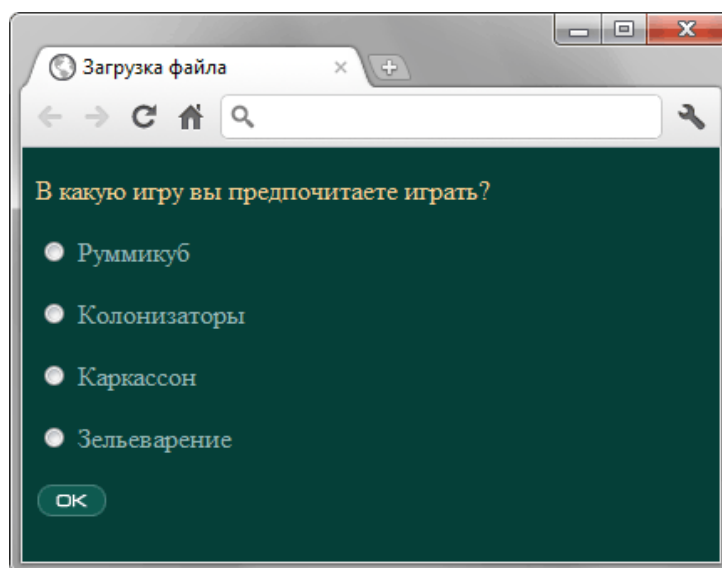 Загрузка файла
В какую игру вы предпочитаете играть?
Руммикуб
Колонизаторы
Каркассон
Зельеварение
OK